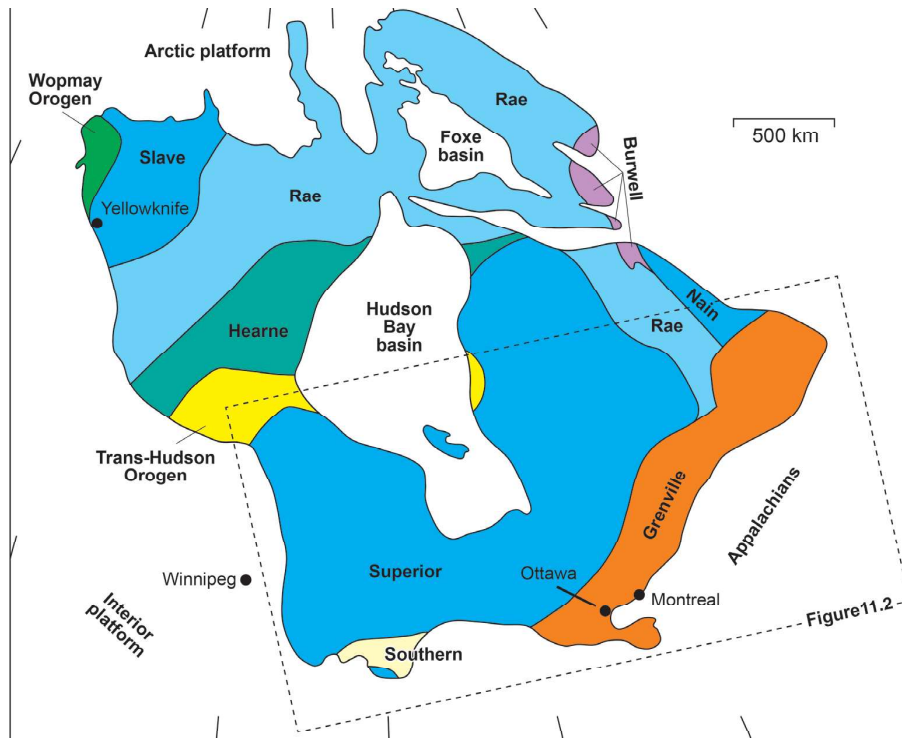 Arctic platform
Wopmay
Orogen
Rae
Slave
Foxe
basin
500 km
Burwell
Rae
Yellowknife
Nain
Hudson
Bay
basin
Hearne
Rae
Trans-Hudson
Orogen
Grenville
Appalachians
Superior
Ottawa
Winnipeg
Montreal
Interior
platform
Figure11.2
Southern